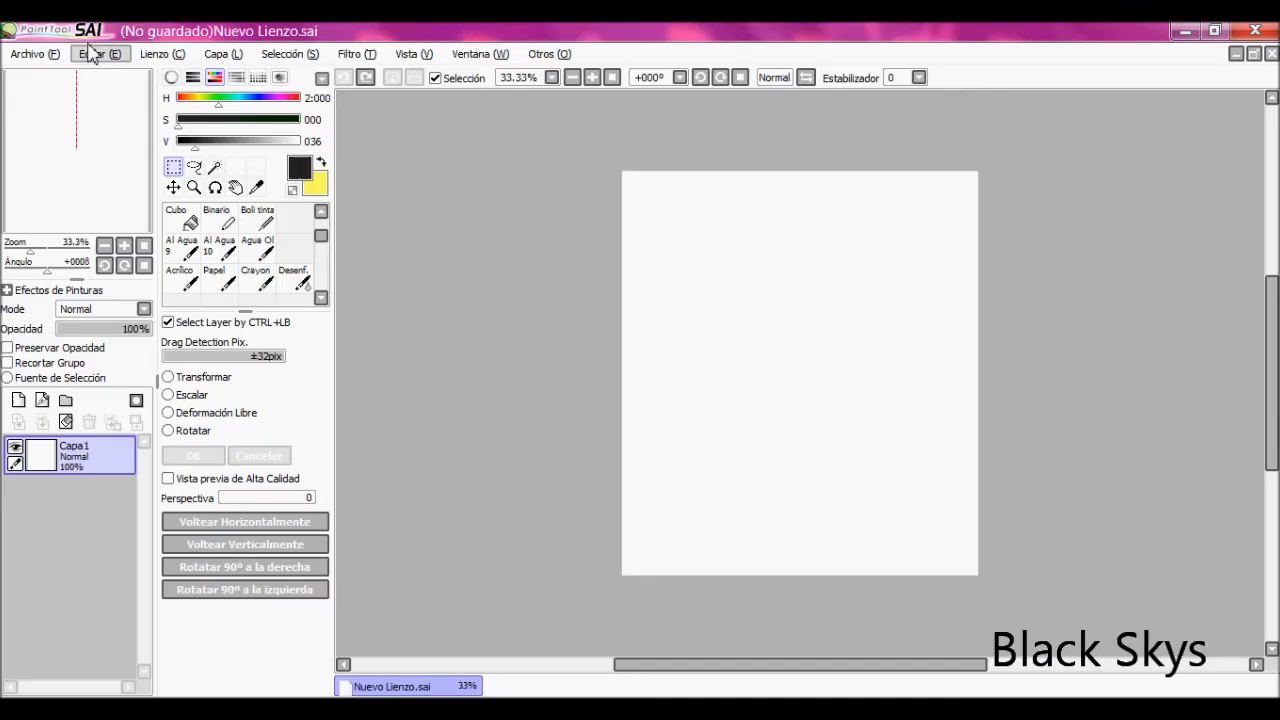 PaintTool SAI (No guardado)Nuevo Lienzo.sai
Archivo (F) (E) Lienzo (C) Capa (L) Selección (S) Filtro (T) Vista (V) Ventana (W) Otros (O)
Selección 33.33% +000º Normal Estabilizador 0
H 2:000
S 000
V 036
Cubo Binario Boli tinta
Al Agua 9 Al Agua 10 Agua Ol
Acrílico Papel Crayon Desenf.
Zoom 33.3%
Ángulo
Efectos de Pinturas
Mode Normal
Opacidad 100%
Preservar Opacidad
Recortar Grupo
Fuente de Selección
Capa1
Normal
100%
Select Layer by CTRL+LB
Drag Detection Pix.
±32pix
Transformar
Escalar
Deformación Libre
Rotatar
OK Cancelar
Vista previa de Alta Calidad
Perspectiva 0
Voltear Horizontalmente
Voltear Verticalmente
Rotatar 90º a la derecha
Rotatar 90º a la izquierda
Black Skys
Nuevo Lienzo.sai 33%